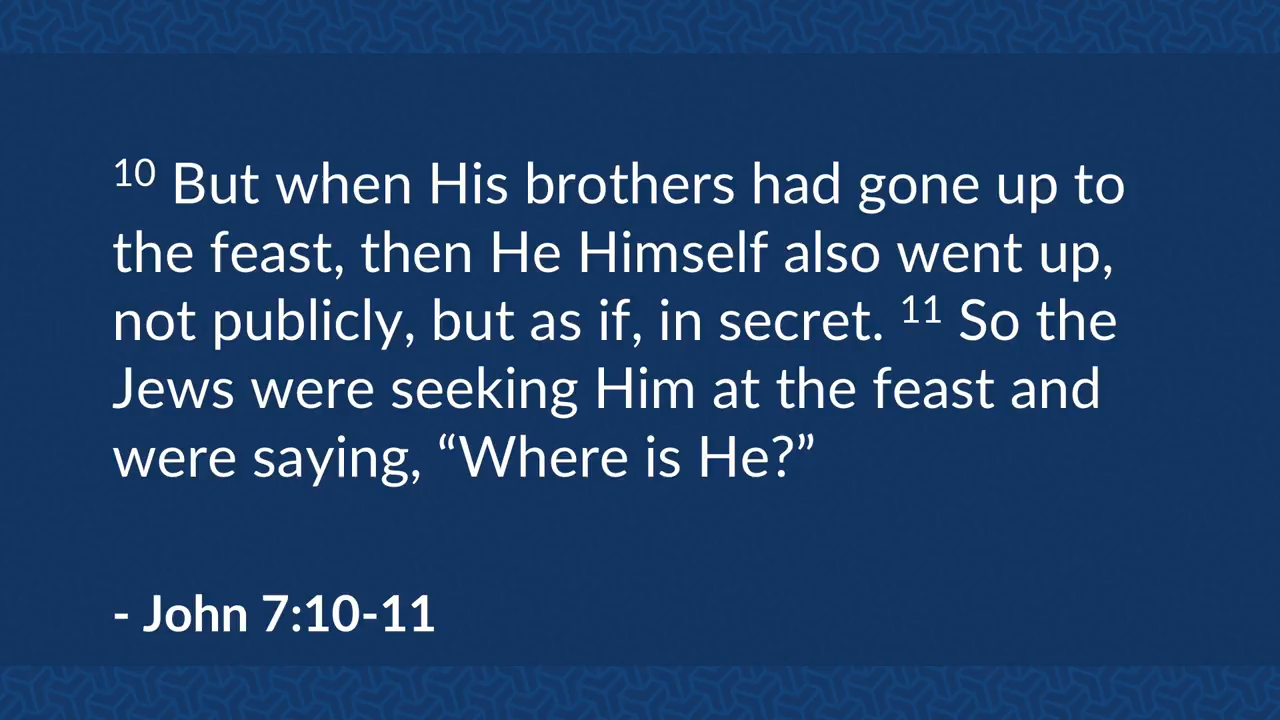 10 But when His brothers had gone up to
the feast, then He Himself also went up,
not publicly, but as if, in secret. 11 So the
Jews were seeking Him at the feast and
were saying, “Where is He?”
- John 7:10-11